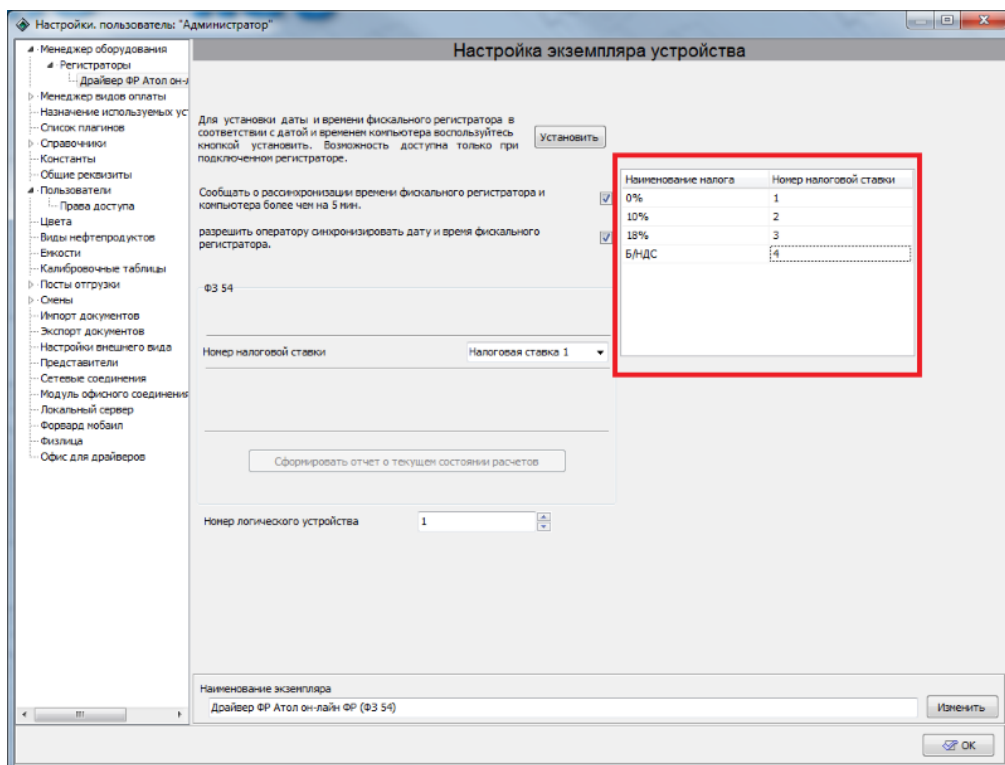 Настройки. пользователь: "Администратор"
Менеджер оборудования
Регистраторы
Драйвер ФР Атол он-л
Менеджер видов оплаты
Назначение используемых ус
Список плагинов
Справочники
Константы
Общие реквизиты
Пользователи
Права доступа
Цвета
Виды нефтепродуктов
Емкости
Калибровочные таблицы
Посты отгрузки
Смены
Импорт документов
Экспорт документов
Настройки внешнего вида
Представители
Сетевые соединения
Модуль офисного соединения
Локальный сервер
Форвард мобаил
Физлица
Офис для драйверов
Настройка экземпляра устройства
Для установки даты и времени фискального регистратора в
соответствии с датой и временем компьютера воспользуйтесь
кнопкой установить. Возможность доступна только при
подключенном регистраторе.
Установить
Сообщать о рассинхронизации времени фискального регистратора и
компьютера более чем на 5 мин.
разрешить оператору синхронизировать дату и время фискального
регистратора.
ФЗ 54
Номер налоговой ставки
Налоговая ставка 1
Сформировать отчет о текущем состоянии расчетов
Номер логического устройства
1
Наименование налога Номер налоговой ставки
0% 1
10% 2
18% 3
Б/НДС 4
Наименование экземпляра
Драйвер ФР Атол он-лайн ФР (ФЗ 54)
Изменить
OK